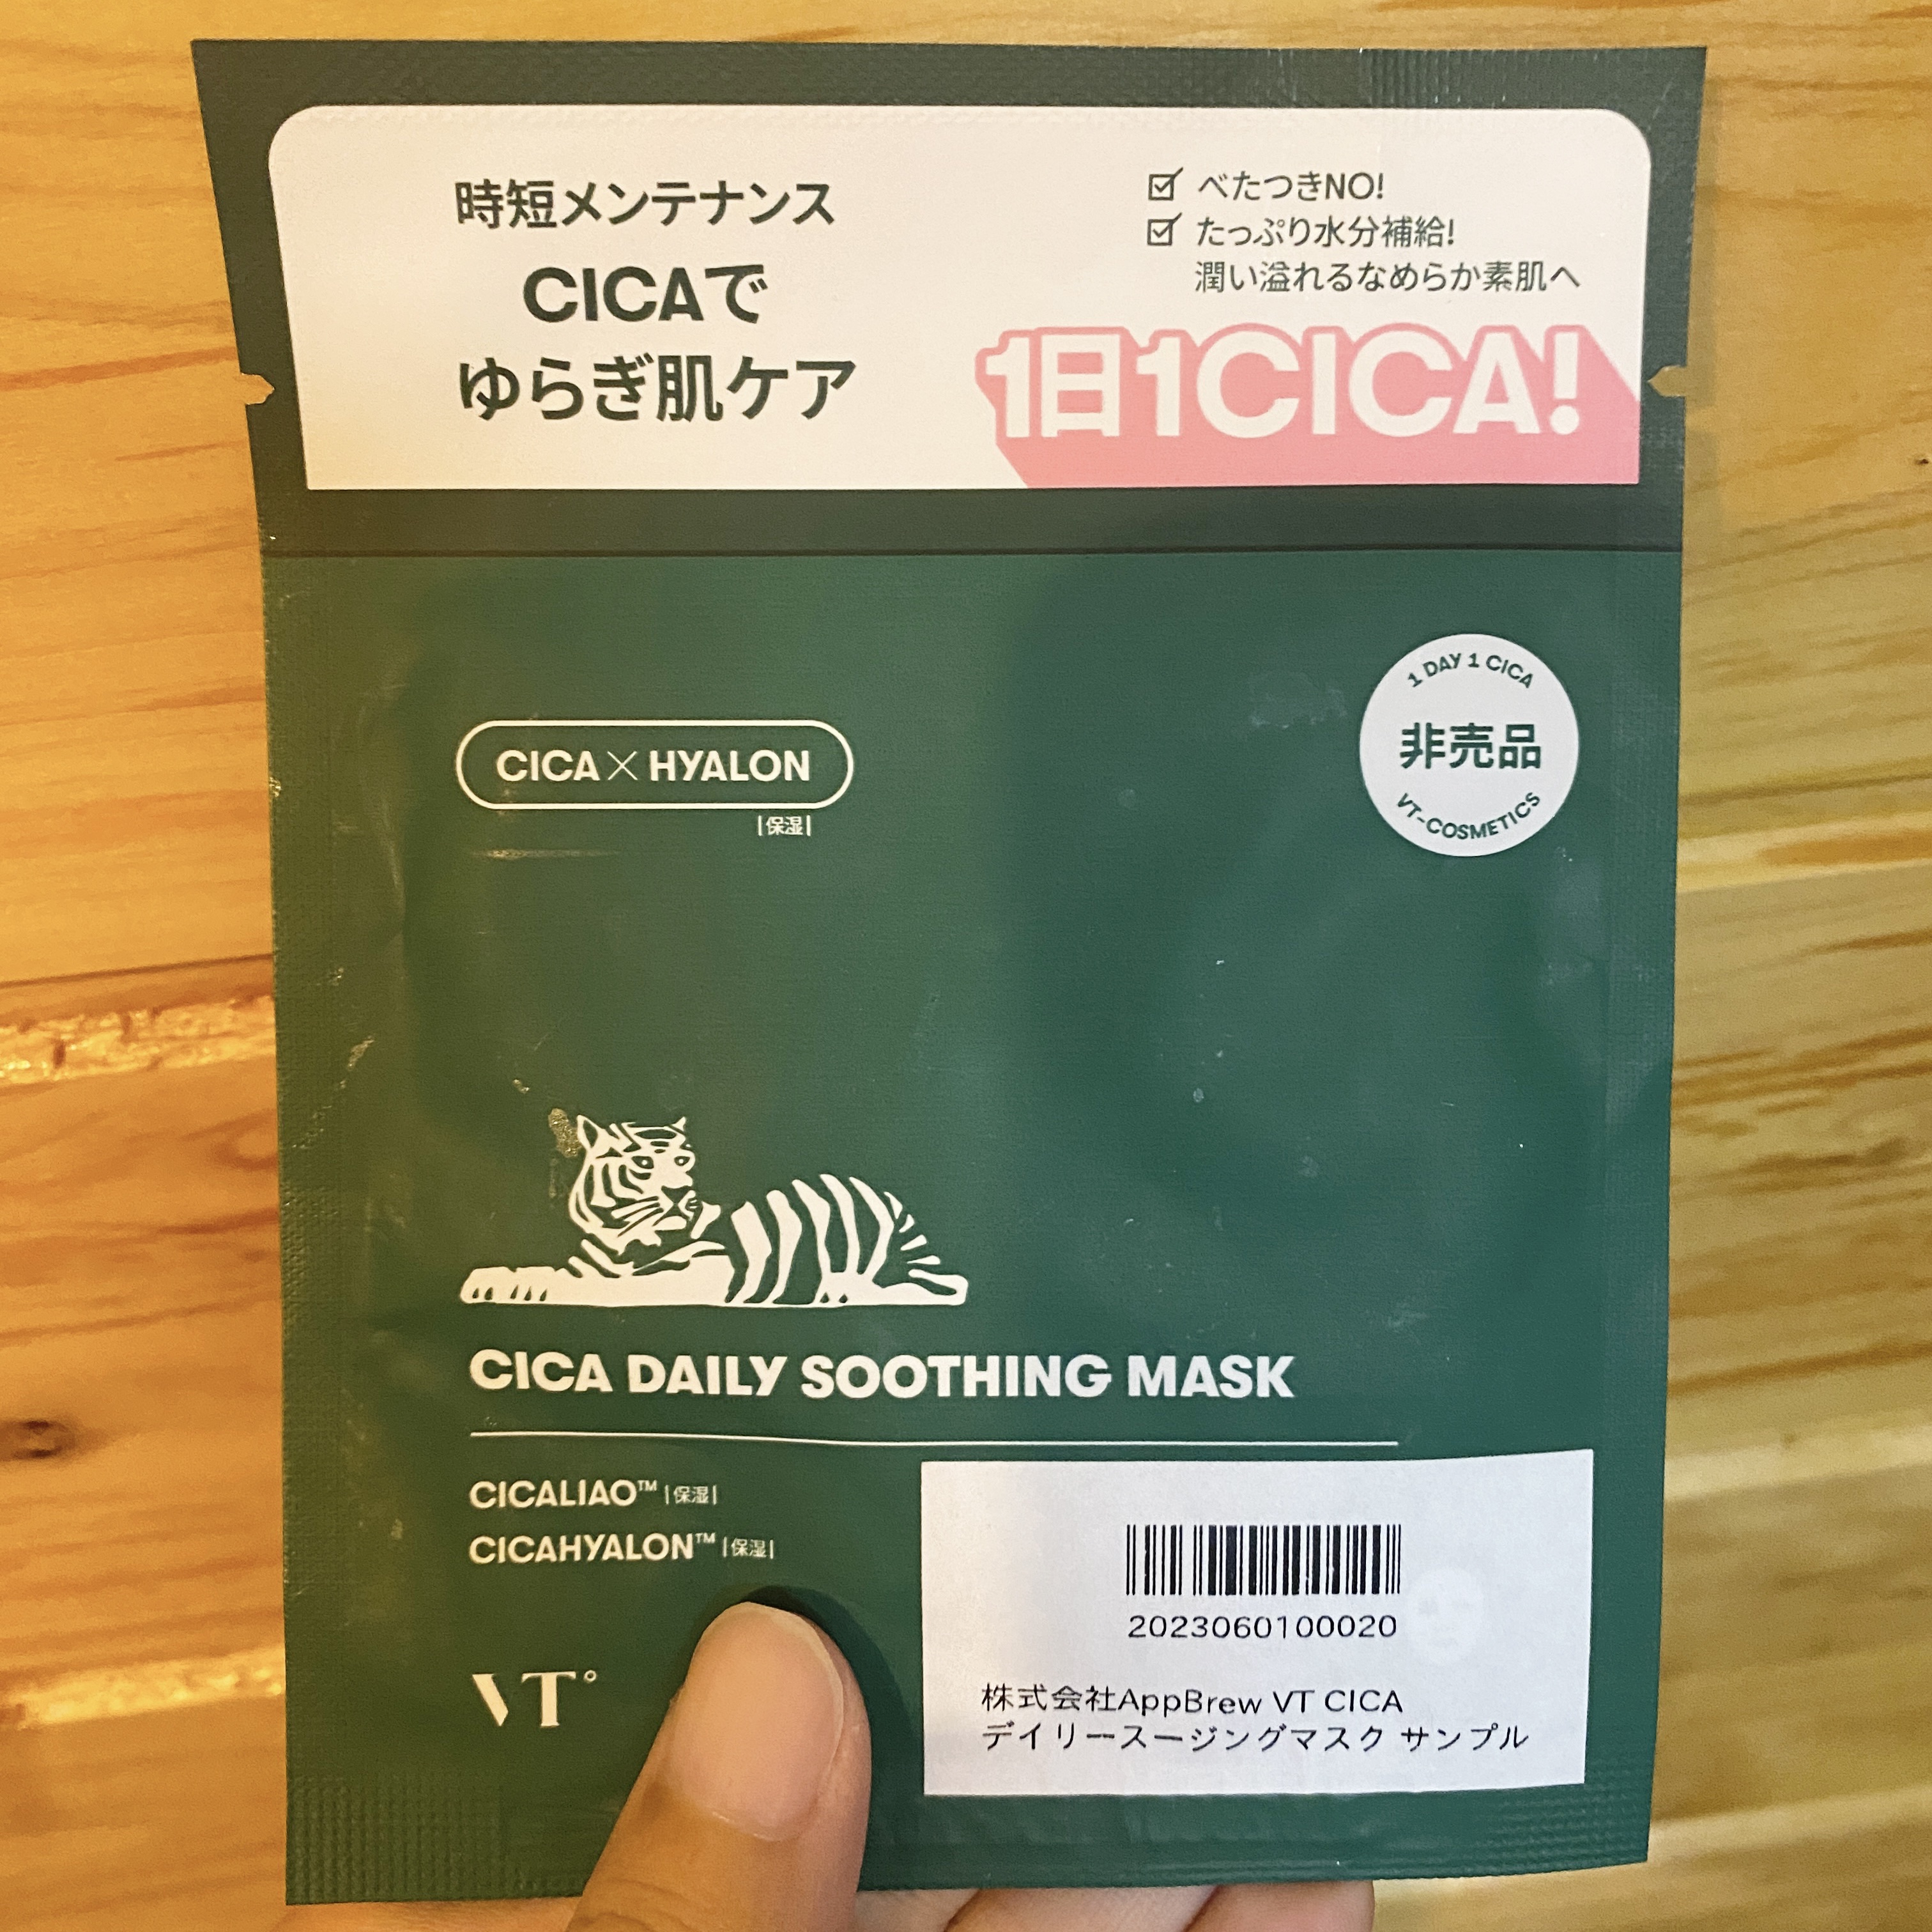 時短メンテナンス
CICAで
ゆらぎ肌ケア
べたつきNO!
たっぷり水分補給!
潤い溢れるなめらか素肌へ
1日1CICA!
CICA×HYALON
|保湿|
1 DAY 1 CICA
非売品
VT-COSMETICS
CICA DAILY SOOTHING MASK
CICALIAO™ |保湿|
CICAHYALON™ |保湿|
VT°
2023060100020
株式会社AppBrew VT CICA
デイリースージングマスク サンプル